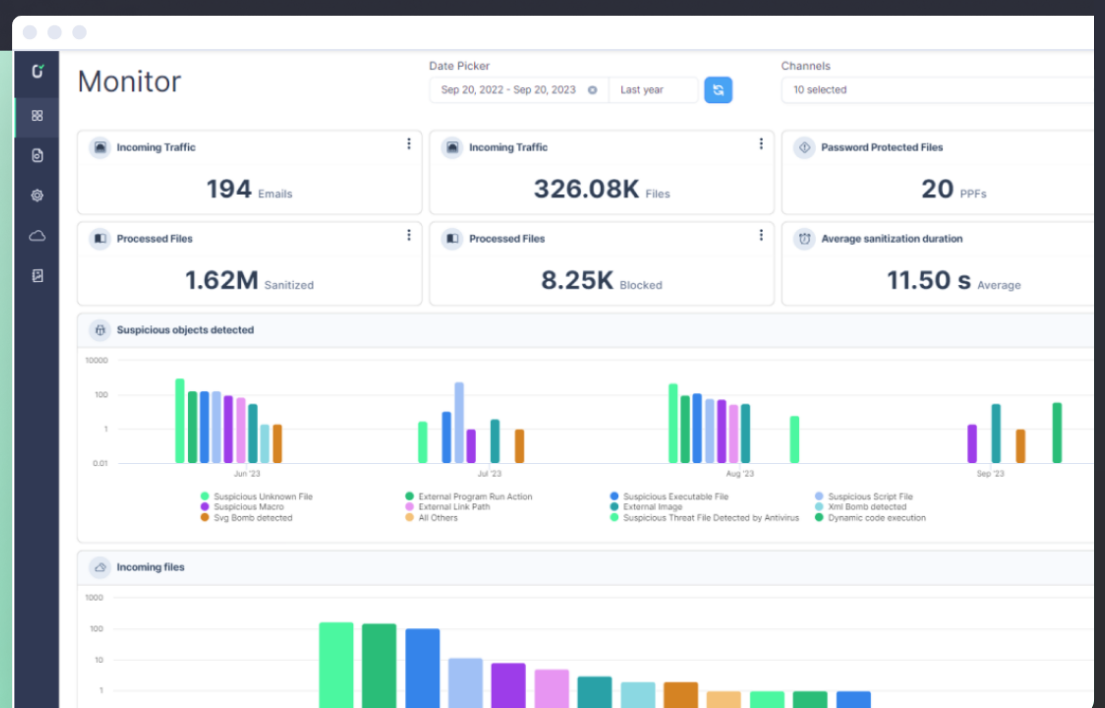 Monitor
Date Picker
Sep 20, 2022 - Sep 20, 2023
Last year
Channels
10 selected
Incoming Traffic
194 Emails
Incoming Traffic
326.08K Files
Password Protected Files
20 PPFs
Processed Files
1.62M Sanitized
Processed Files
8.25K Blocked
Average sanitization duration
11.50 s Average
Suspicious objects detected
10000
100
1
0.01
Jun '23
Jul '23
Aug '23
Sep '23
Suspicious Unknown File
External Program Run Action
Suspicious Executable File
Suspicious Script File
Suspicious Macro
External Link Path
External Image
Xml Bomb detected
Svg Bomb detected
All Others
Suspicious Threat File Detected by Antivirus
Dynamic code execution
Incoming files
1000
100
10
1